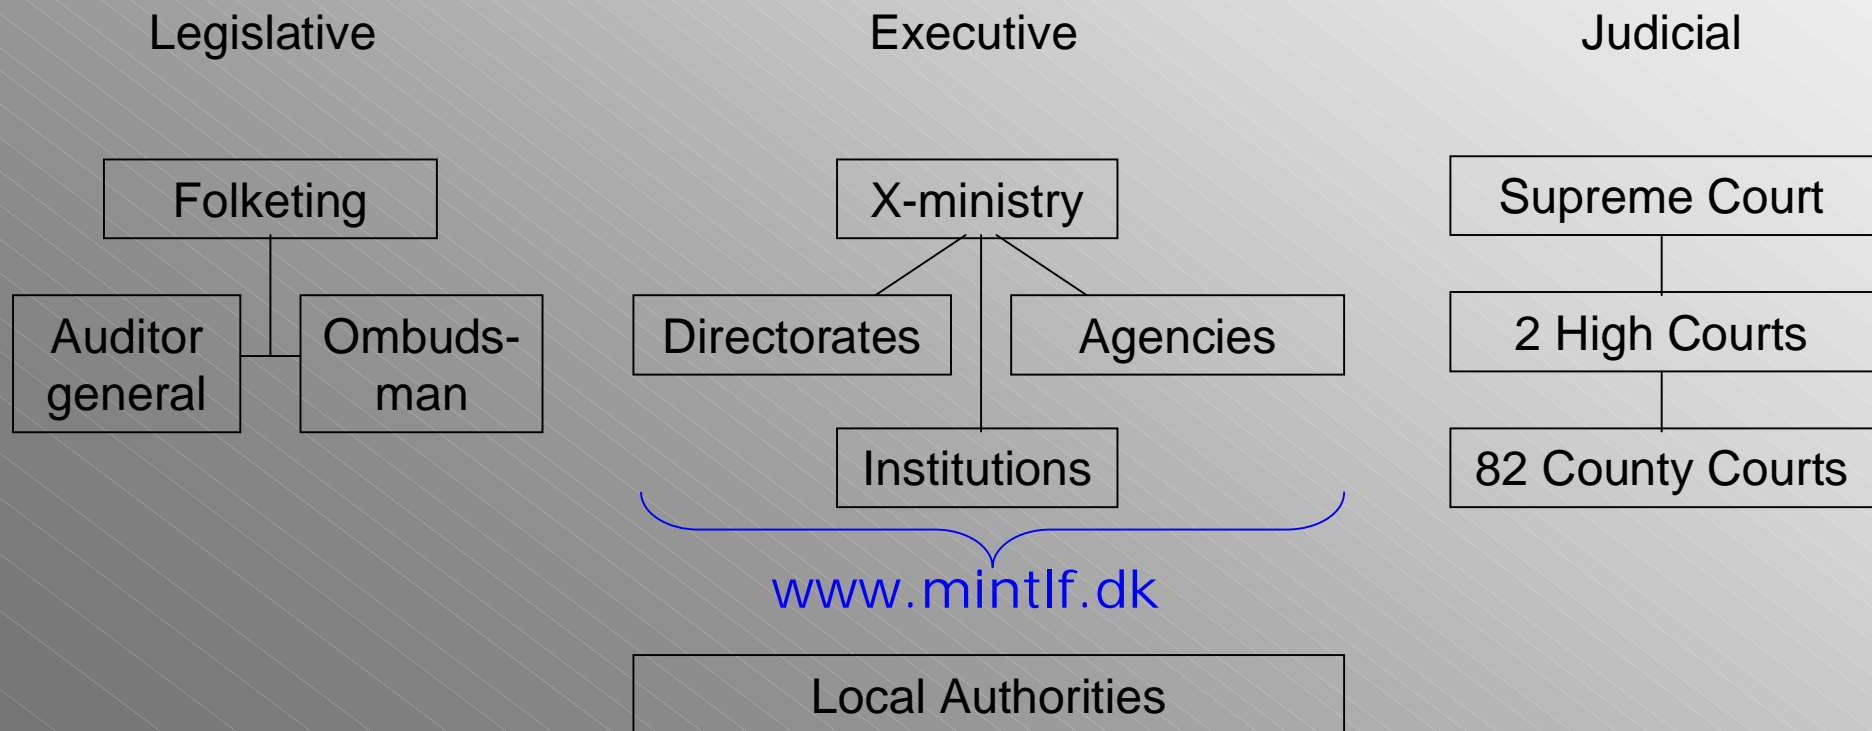 Legislative
Executive
Judicial
Folketing
X-ministry
Supreme Court
Auditor
general
Ombuds-
man
Directorates
Agencies
2 High Courts
Institutions
82 County Courts
www.mintlf.dk
Local Authorities